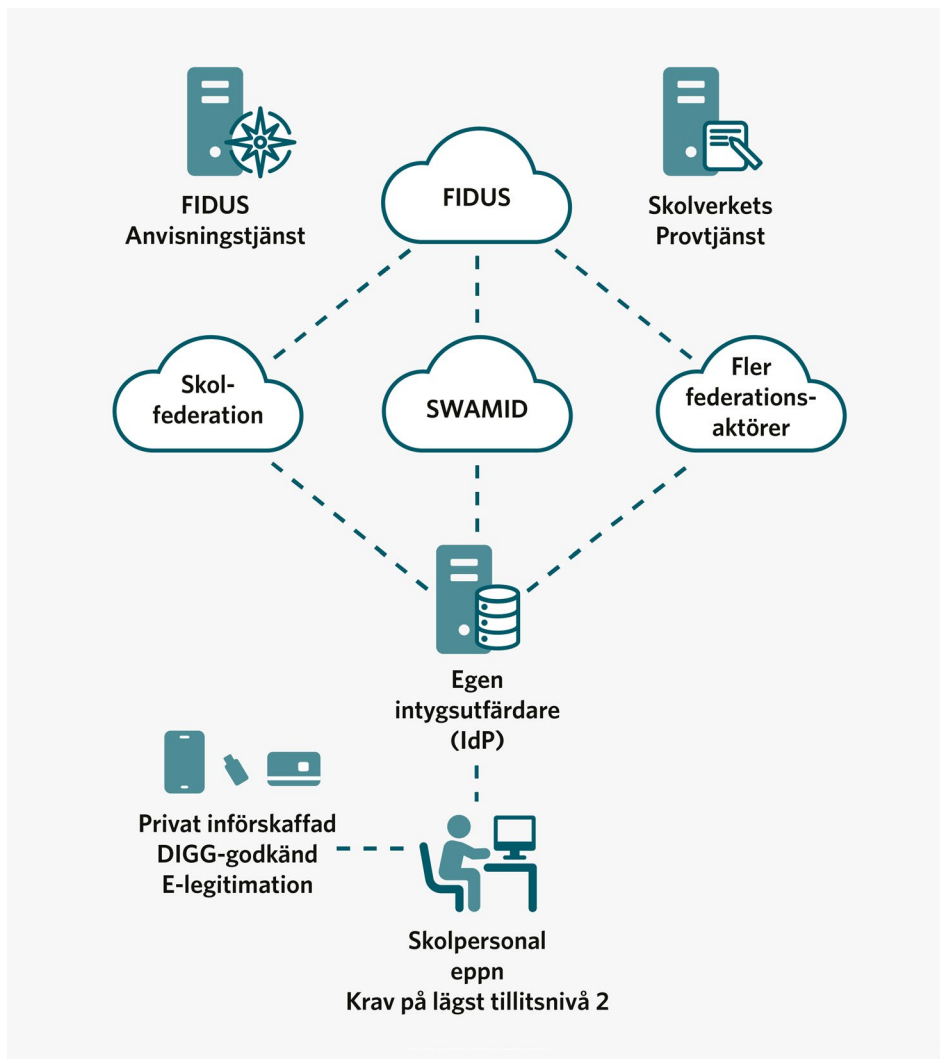 FIDUS
Anvisningstjänst
FIDUS
Skolverkets
Provtjänst
Skol-
federation
SWAMID
Fler
federations-
aktörer
Egen
intygsutfärdare
(IdP)
Privat införskaffad
DIGG-godkänd
E-legitimation
Skolpersonal
eppn
Krav på lägst tillitsnivå 2